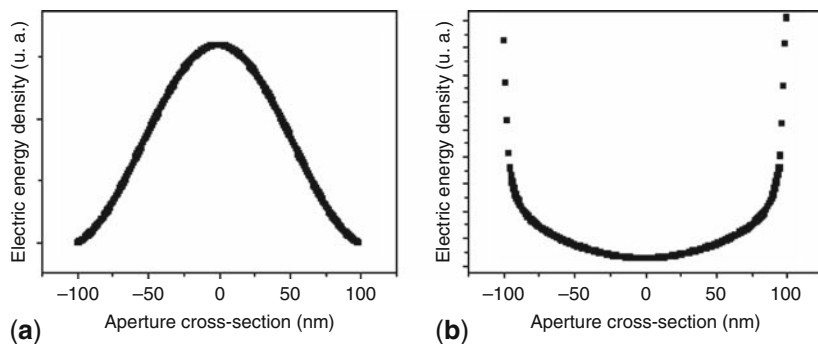 Electric energy density (u. a.)
−100 −50 0 50 100
Aperture cross-section (nm)
(a)
Electric energy density (u. a.)
−100 −50 0 50 100
Aperture cross-section (nm)
(b)